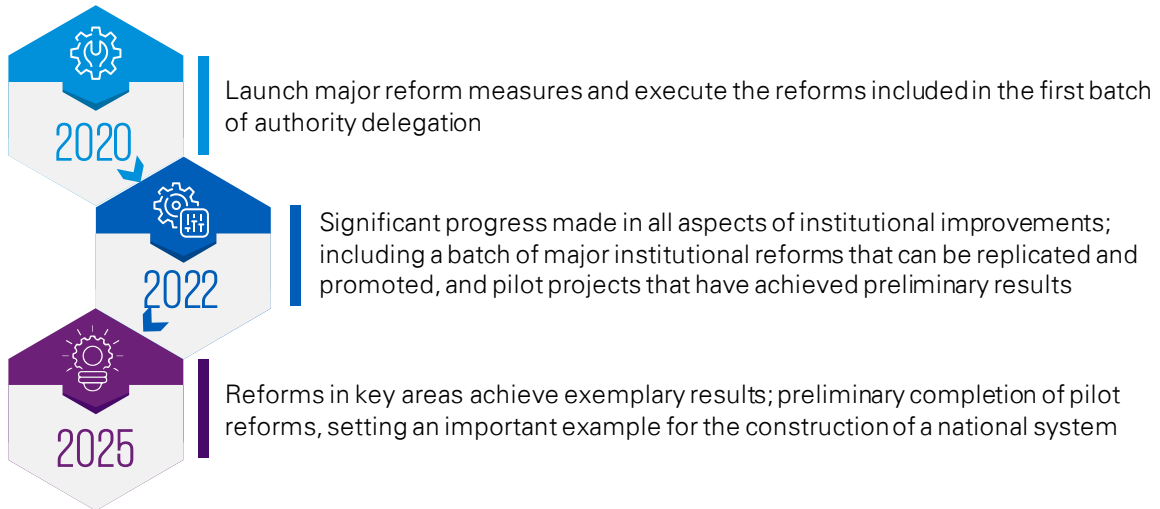 2020
Launch major reform measures and execute the reforms included in the first batch
of authority delegation
2022
Significant progress made in all aspects of institutional improvements;
including a batch of major institutional reforms that can be replicated and
promoted, and pilot projects that have achieved preliminary results
2025
Reforms in key areas achieve exemplary results; preliminary completion of pilot
reforms, setting an important example for the construction of a national system